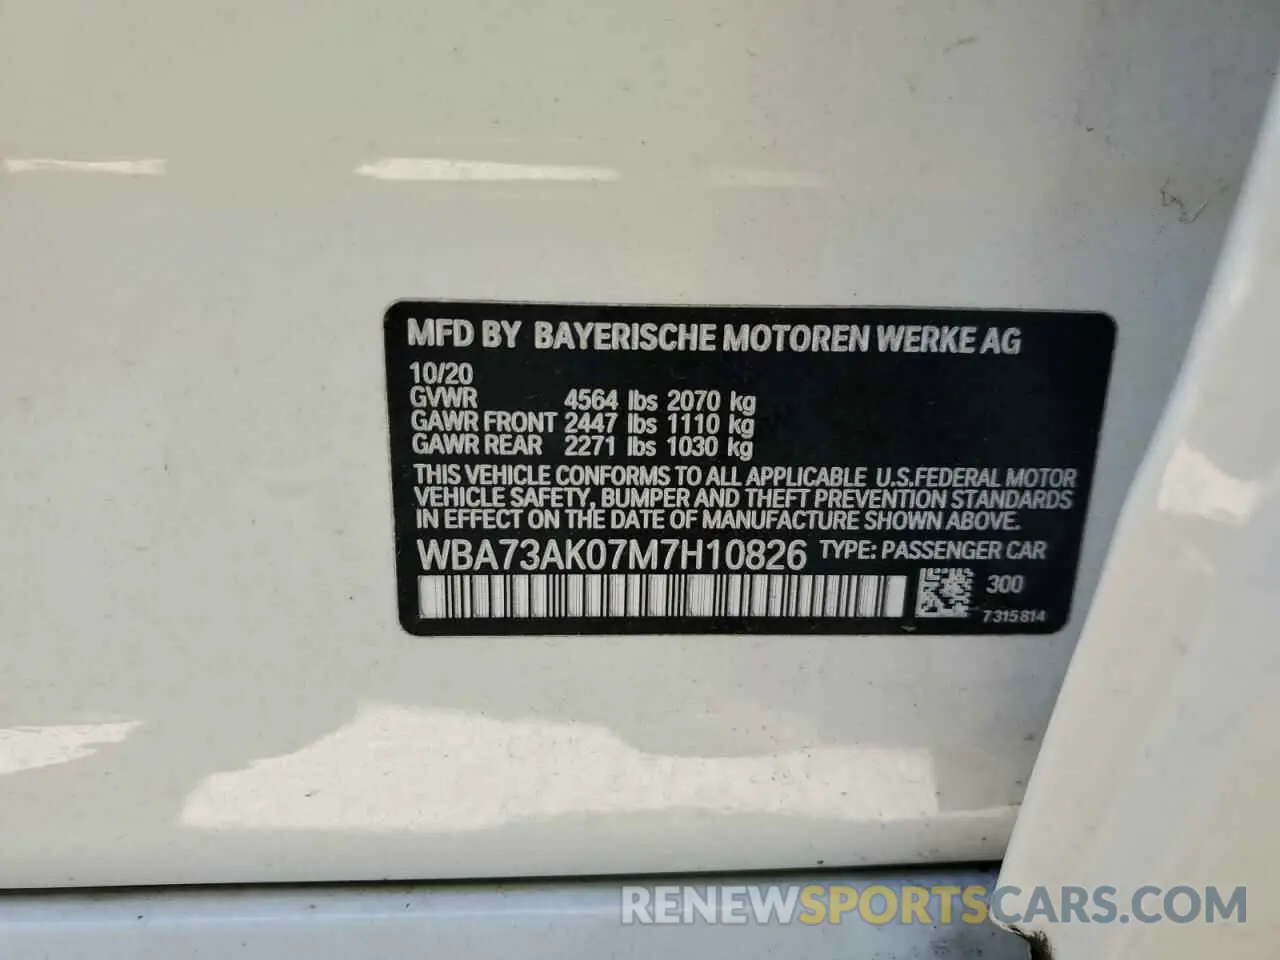 MFD BY BAYERISCHE MOTOREN WERKE AG
10/20
GVWR 4564 lbs 2070 kg
GAWR FRONT 2447 lbs 1110 kg
GAWR REAR 2271 lbs 1030 kg
THIS VEHICLE CONFORMS TO ALL APPLICABLE U.S.FEDERAL MOTOR
VEHICLE SAFETY, BUMPER AND THEFT PREVENTION STANDARDS
IN EFFECT ON THE DATE OF MANUFACTURE SHOWN ABOVE.
WBA73AK07M7H10826 TYPE: PASSENGER CAR
300
7315814
RENEWSPORTSCARS.COM